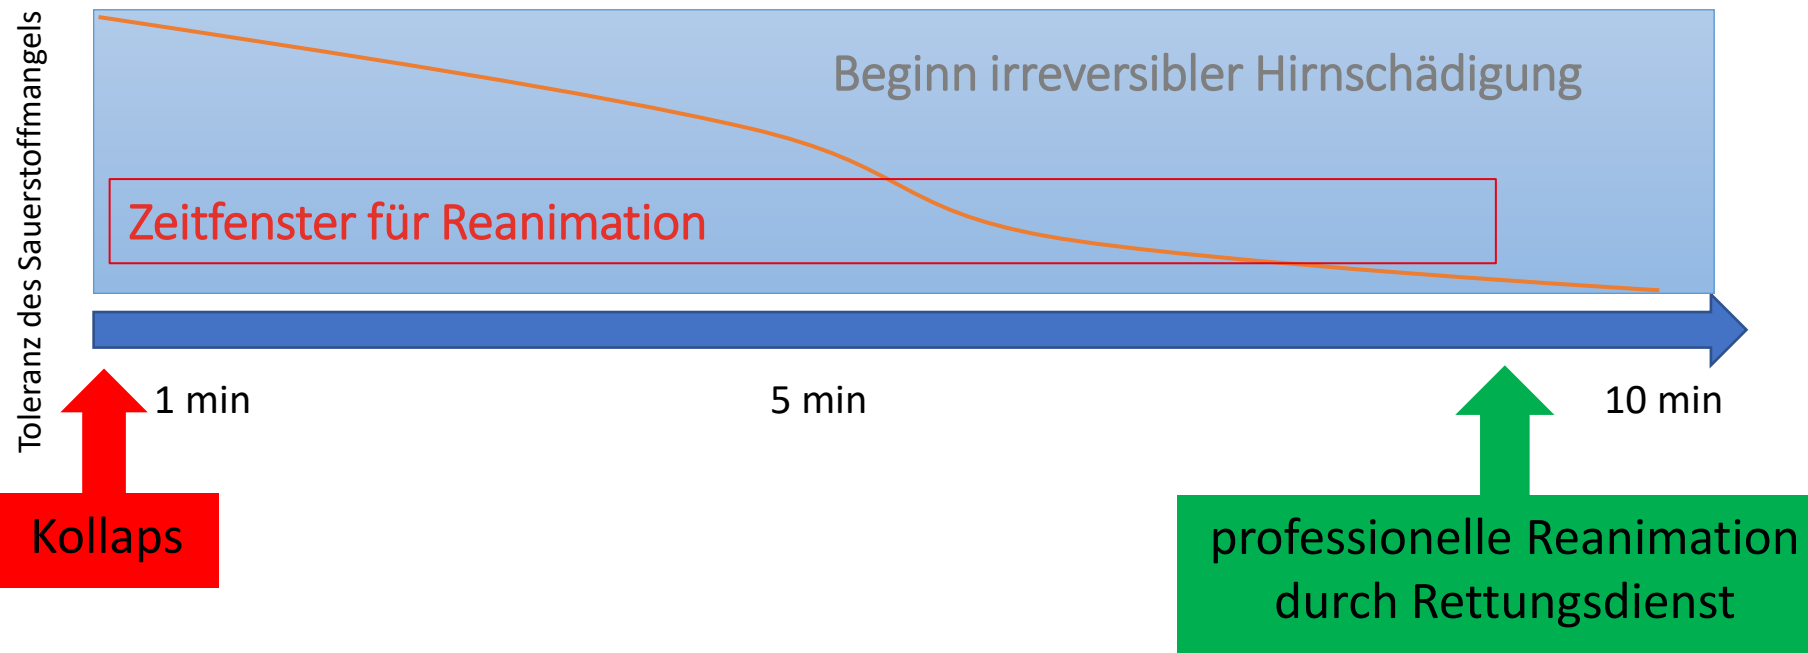 Toleranz des Sauerstoffmangels
Beginn irreversibler Hirnschädigung
Zeitfenster für Reanimation
1 min
5 min
10 min
Kollaps
professionelle Reanimation
durch Rettungsdienst